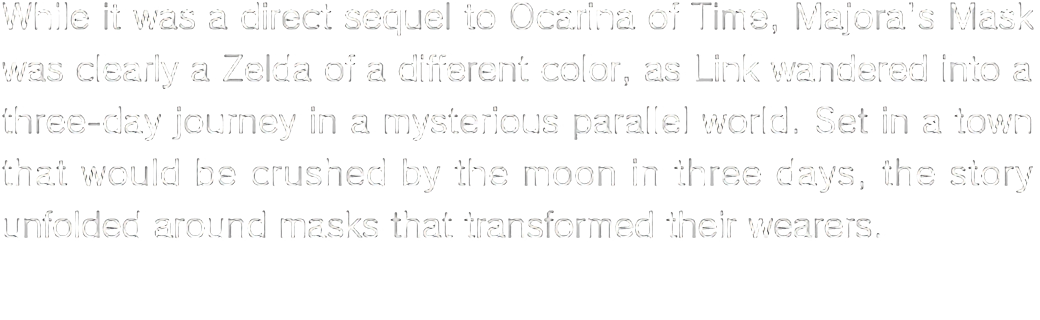 While it was a direct sequel to Ocarina of Time, Majora's Mask
was clearly a Zelda of a different color, as Link wandered into a
three-day journey in a mysterious parallel world. Set in a town
that would be crushed by the moon in three days, the story
unfolded around masks that transformed their wearers.